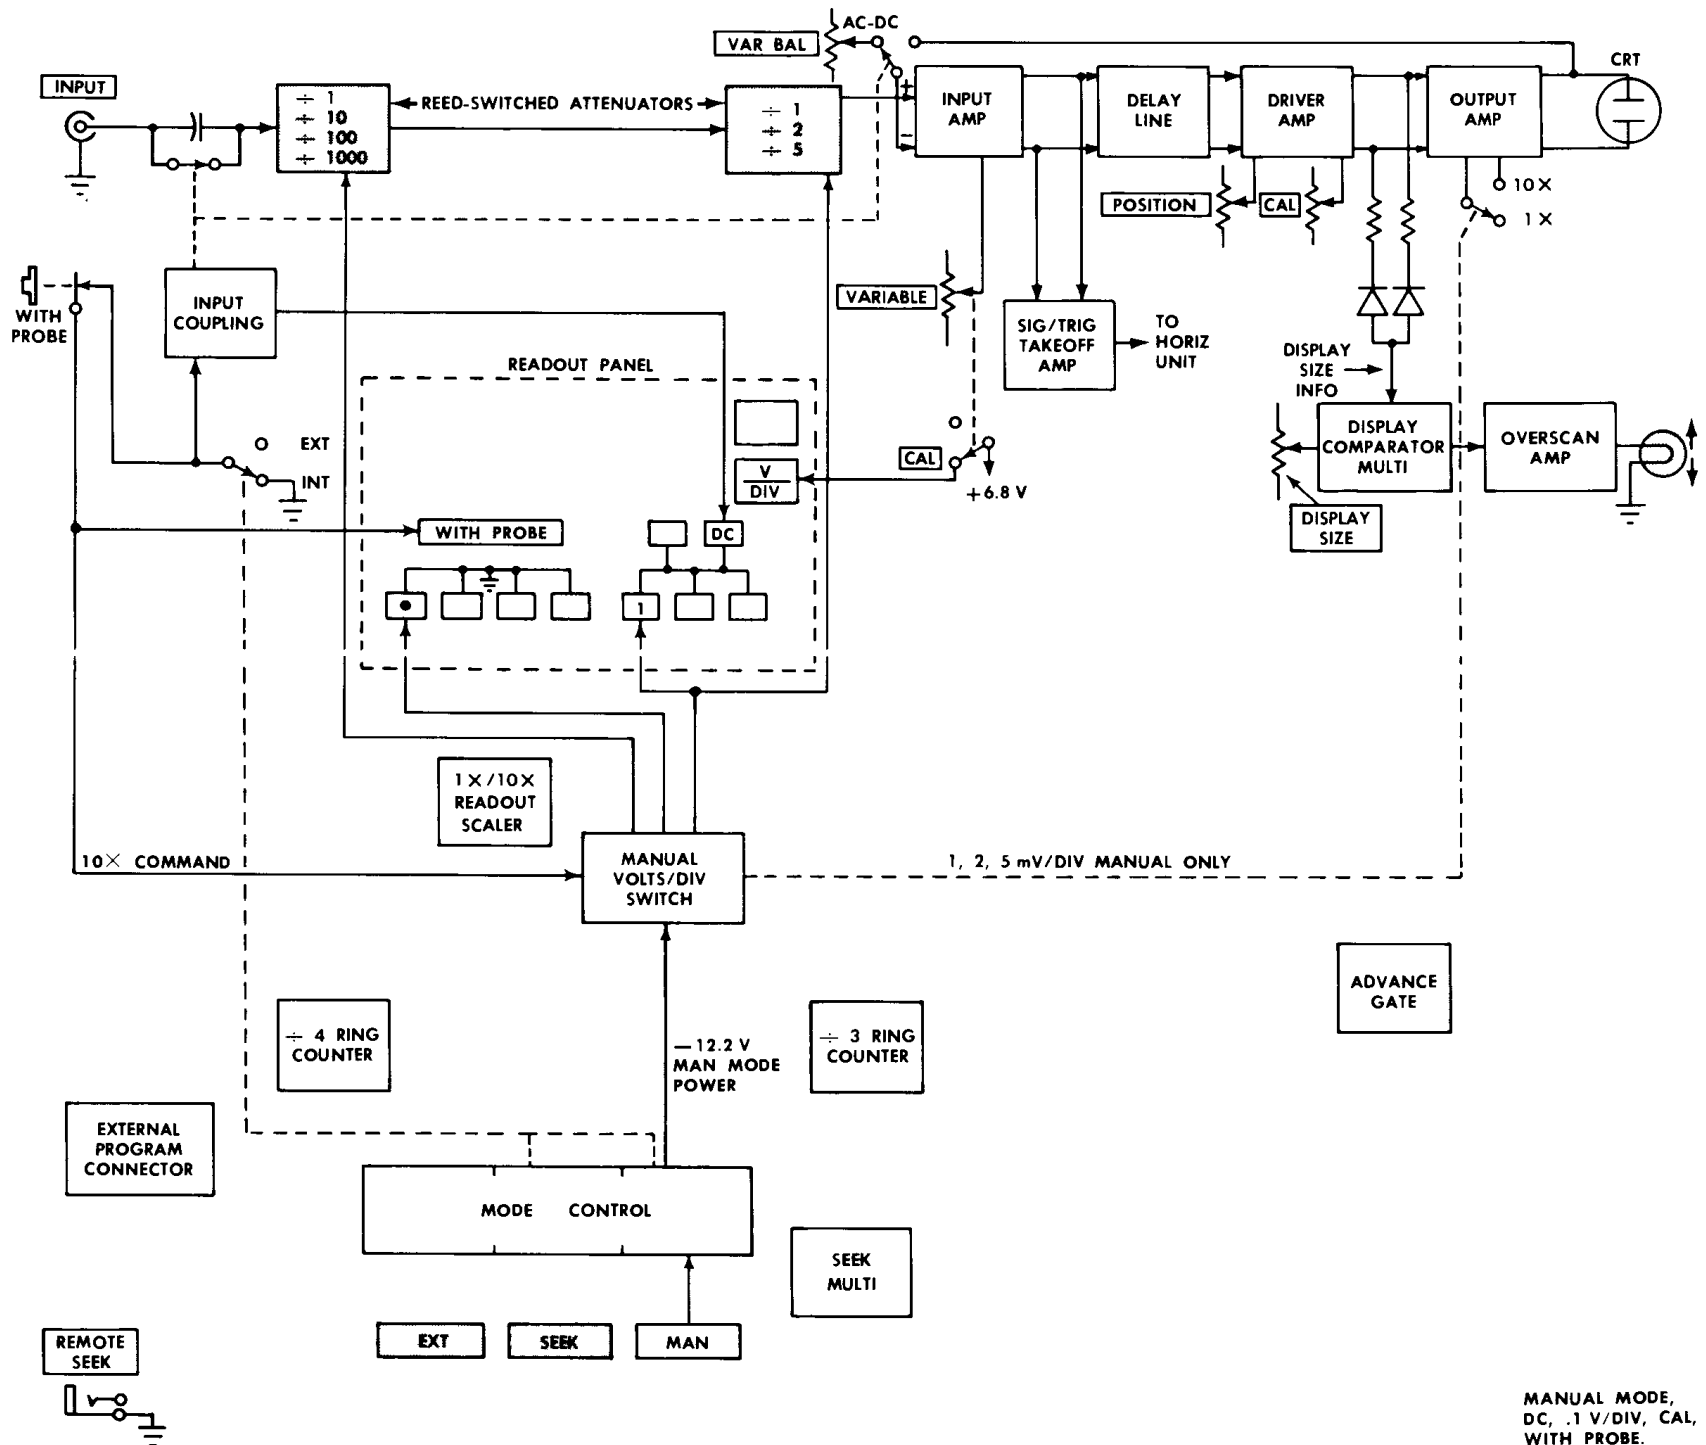 AC-DC
VAR BAL
CRT
INPUT
÷ 1
÷ 10
÷ 100
÷ 1000
REED-SWITCHED ATTENUATORS
÷ 1
÷ 2
÷ 5
+
−
INPUT
AMP
DELAY
LINE
DRIVER
AMP
OUTPUT
AMP
10X
1X
POSITION
CAL
WITH
PROBE
INPUT
COUPLING
VARIABLE
SIG/TRIG
TAKEOFF
AMP
TO
HORIZ
UNIT
DISPLAY
SIZE
INFO
READOUT PANEL
EXT
INT
V
DIV
CAL
+6.8 V
DISPLAY
COMPARATOR
MULTI
OVERSCAN
AMP
DISPLAY
SIZE
WITH PROBE
DC
1
1X/10X
READOUT
SCALER
10X COMMAND
MANUAL
VOLTS/DIV
SWITCH
1, 2, 5 mV/DIV MANUAL ONLY
ADVANCE
GATE
÷ 4 RING
COUNTER
−12.2 V
MAN MODE
POWER
÷ 3 RING
COUNTER
EXTERNAL
PROGRAM
CONNECTOR
MODE CONTROL
SEEK
MULTI
EXT
SEEK
MAN
REMOTE
SEEK
MANUAL MODE,
DC, .1 V/DIV, CAL,
WITH PROBE.